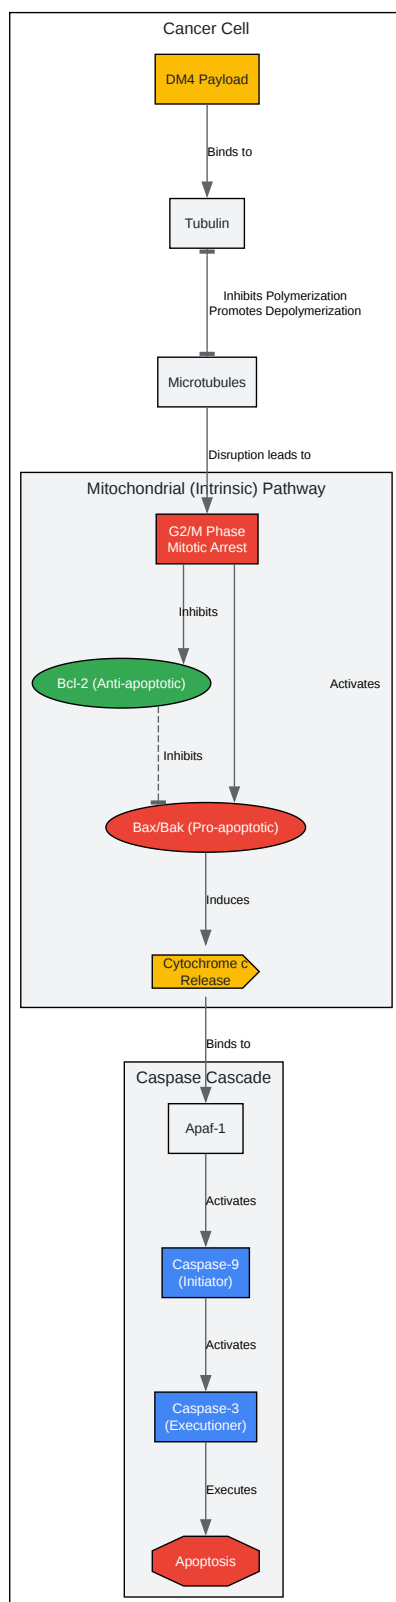 Cancer Cell
DM4 Payload
Binds to
Tubulin
Inhibits Polymerization
Promotes Depolymerization
Microtubules
Disruption leads to
Mitochondrial (Intrinsic) Pathway
G2/M Phase
Mitotic Arrest
Inhibits
Bcl-2 (Anti-apoptotic)
Activates
Inhibits
Bax/Bak (Pro-apoptotic)
Induces
Cytochrome c
Release
Binds to
Caspase Cascade
Apaf-1
Activates
Caspase-9
(Initiator)
Activates
Caspase-3
(Executioner)
Executes
Apoptosis